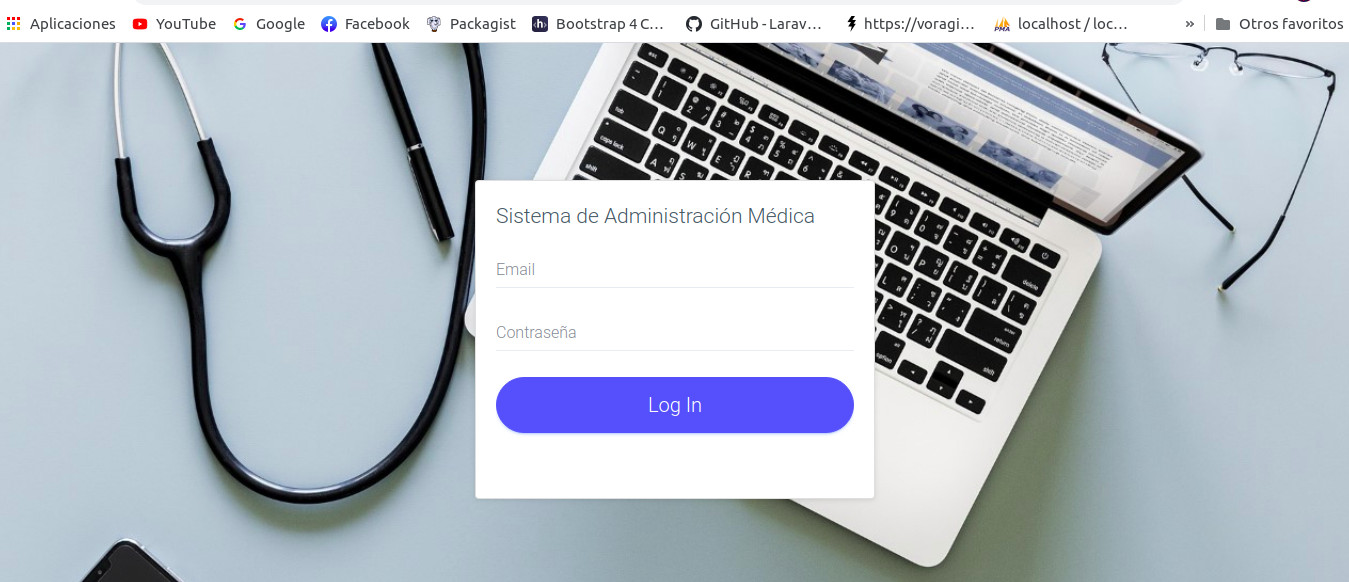 Aplicaciones YouTube Google Facebook Packagist Bootstrap 4 C... GitHub - Larav... https://voragi... localhost / loc... » Otros favoritos
Sistema de Administración Médica
Email
Contraseña
Log In